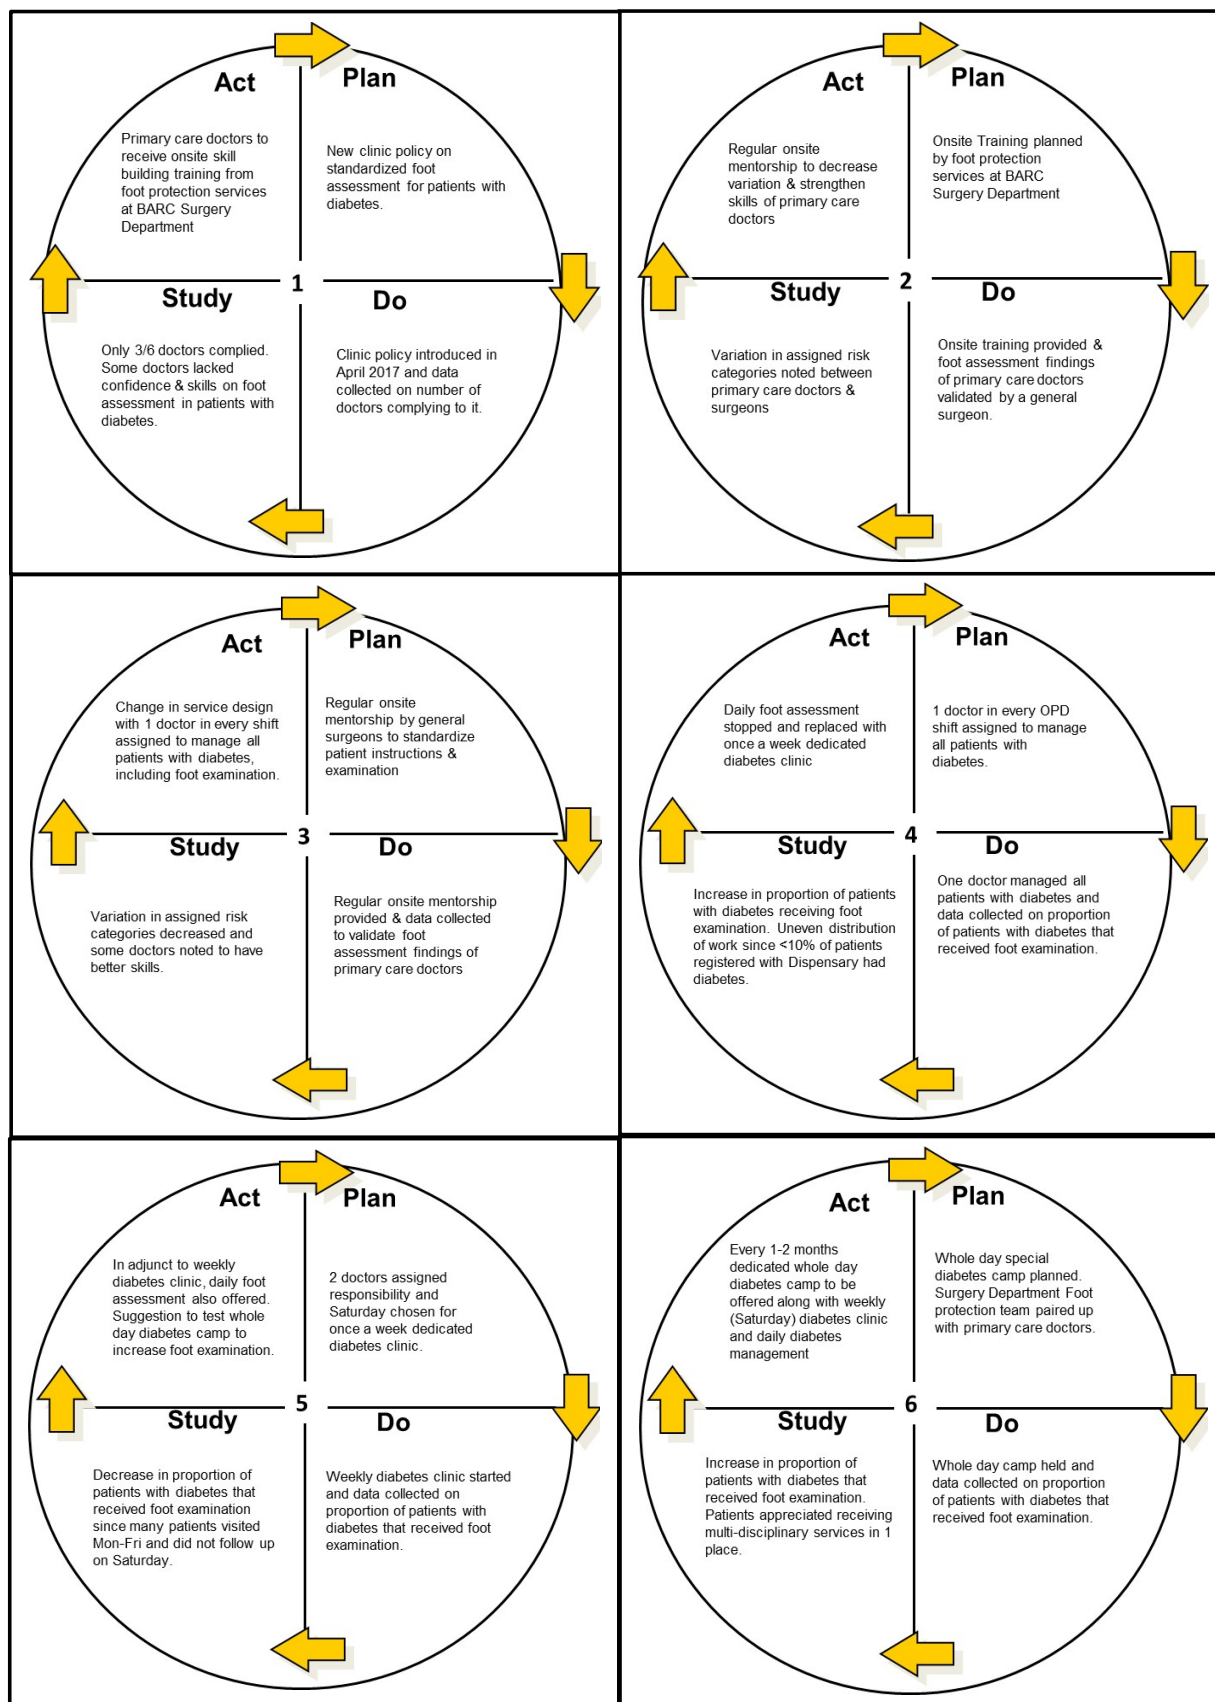 Act
Plan
Primary care doctors to
receive onsite skill
building training from
foot protection services
at BARC Surgery
Department
New clinic policy on
standardized foot
assessment for patients with
diabetes.
1
Study
Do
Only 3/6 doctors complied.
Some doctors lacked
confidence & skills on foot
assessment in patients with
diabetes.
Clinic policy introduced in
April 2017 and data
collected on number of
doctors complying to it.
Act
Plan
Regular onsite
mentorship to decrease
variation & strengthen
skills of primary care
doctors
Onsite Training planned
by foot protection
services at BARC
Surgery Department
2
Study
Do
Variation in assigned risk
categories noted between
primary care doctors &
surgeons
Onsite training provided &
foot assessment findings
of primary care doctors
validated by a general
surgeon.
Act
Plan
Change in service design
with 1 doctor in every shift
assigned to manage all
patients with diabetes,
including foot examination.
Regular onsite
mentorship by general
surgeons to standardize
patient instructions &
examination
3
Study
Do
Variation in assigned risk
categories decreased and
some doctors noted to have
better skills.
Regular onsite mentorship
provided & data collected
to validate foot
assessment findings of
primary care doctors
Act
Plan
Daily foot assessment
stopped and replaced with
once a week dedicated
diabetes clinic
1 doctor in every OPD
shift assigned to manage
all patients with
diabetes.
4
Study
Do
Increase in proportion of patients
with diabetes receiving foot
examination. Uneven distribution
of work since <10% of patients
registered with Dispensary had
diabetes.
One doctor managed all
patients with diabetes and
data collected on proportion
of patients with diabetes that
received foot examination.
Act
Plan
In adjunct to weekly
diabetes clinic, daily foot
assessment also offered.
Suggestion to test whole
day diabetes camp to
increase foot examination.
2 doctors assigned
responsibility and
Saturday chosen for
once a week dedicated
diabetes clinic.
5
Study
Do
Decrease in proportion of
patients with diabetes that
received foot examination
since many patients visited
Mon-Fri and did not follow up
on Saturday.
Weekly diabetes clinic started
and data collected on
proportion of patients with
diabetes that received foot
examination.
Act
Plan
Every 1-2 months
dedicated whole day
diabetes camp to be
offered along with weekly
(Saturday) diabetes clinic
and daily diabetes
management
Whole day special
diabetes camp planned.
Surgery Department Foot
protection team paired up
with primary care doctors.
6
Study
Do
Increase in proportion of
patients with diabetes that
received foot examination.
Patients appreciated receiving
multi-disciplinary services in 1
place.
Whole day camp held and
data collected on proportion
of patients with diabetes that
received foot examination.